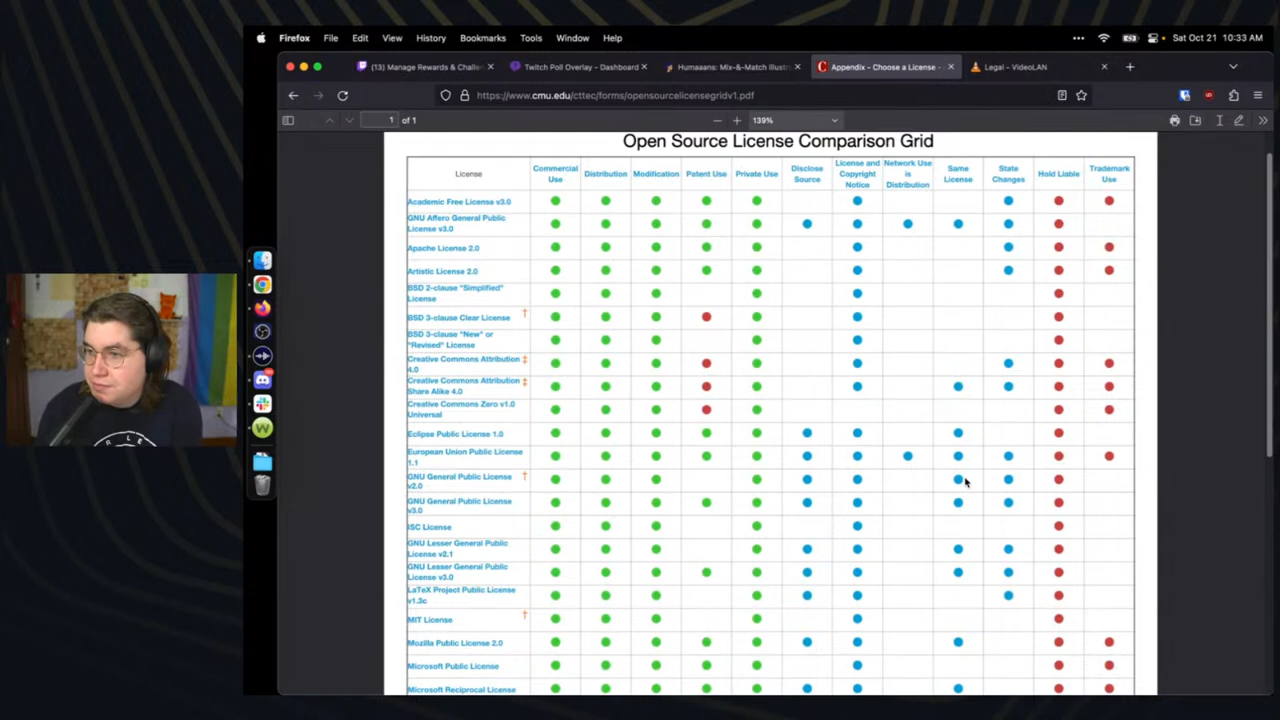 Firefox File Edit View History Bookmarks Tools Window Help
Sat Oct 21 10:33 AM
(13) Manage Rewards & Challe
Twitch Poll Overlay - Dashboard
Humaaans: Mix-&-Match Illustr
Appendix - Choose a License -
Legal – VideoLAN
https://www.cmu.edu/cttec/forms/opensourcelicensegridv1.pdf
1 of 1
139%
Open Source License Comparison Grid
License
Commercial
Use
Distribution
Modification
Patent Use
Private Use
Disclose
Source
License and
Copyright
Notice
Network Use
is
Distribution
Same
License
State
Changes
Hold Liable
Trademark
Use
Academic Free License v3.0
GNU Affero General Public
License v3.0
Apache License 2.0
Artistic License 2.0
BSD 2-clause "Simplified"
License
BSD 3-clause Clear License †
BSD 3-clause "New" or
"Revised" License
Creative Commons Attribution ‡
4.0
Creative Commons Attribution ‡
Share Alike 4.0
Creative Commons Zero v1.0
Universal
Eclipse Public License 1.0
European Union Public License
1.1
GNU General Public License †
v2.0
GNU General Public License
v3.0
ISC License
GNU Lesser General Public
License v2.1
GNU Lesser General Public
License v3.0
LaTeX Project Public License
v1.3c
MIT License †
Mozilla Public License 2.0
Microsoft Public License
Microsoft Reciprocal License